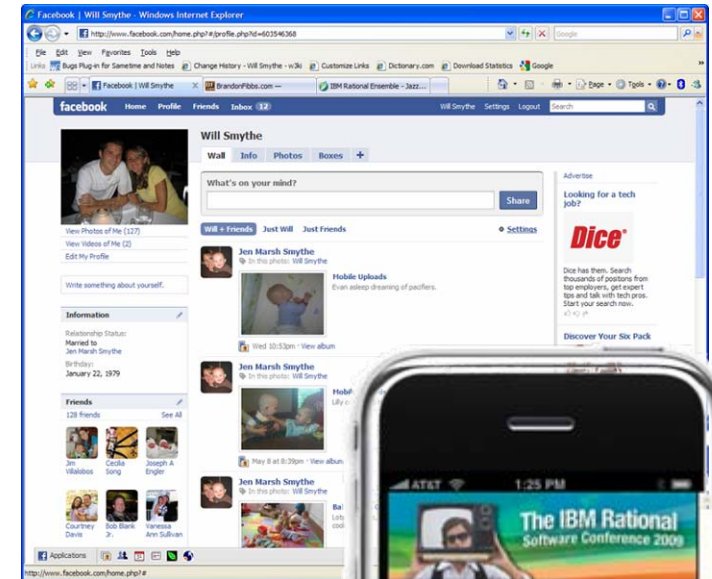 Facebook | Will Smythe - Windows Internet Explorer
http://www.facebook.com/home.php?#/profile.php?id=603546368
Google
File Edit View Favorites Tools Help
Links Bugs Plug-in for Sametime and Notes Change History - Will Smythe - w3ki Customize Links Dictionary.com Download Statistics Google
Facebook | Will Smythe BrandonFibbs.com — IBM Rational Ensemble - Jazz... Page Tools
facebook Home Profile Friends Inbox 12 Will Smythe Settings Logout Search
Will Smythe
Wall Info Photos Boxes +
What's on your mind?
Share
Will + Friends Just Will Just Friends Settings
View Photos of Me (127)
View Videos of Me (2)
Edit My Profile
Write something about yourself.
Information
Relationship Status:
Married to
Jen Marsh Smythe
Birthday:
January 22, 1979
Friends
128 friends See All
Jim Villalobos
Cecilia Song
Joseph A Engler
Courtney Davis
Bob Blank Jr.
Vanessa Ann Sullivan
Jen Marsh Smythe
In this photo: Will Smythe
Mobile Uploads
Evan asleep dreaming of pacifiers.
Wed 10:53pm · View album
Jen Marsh Smythe
In this photo: Will Smythe
Mobil
Lilly
May 8 at 8:39pm · View album
Jen Marsh Smythe
In this photo: Will Smythe
Bal
Lots
cool
Advertise
Looking for a tech
job?
Dice
Dice has them. Search
thousands of positions from
top employers, get expert
tips and talk with tech pros.
Start your search now.
Discover Your Six Pack
AT&T 1:25 PM
The IBM Rational
Software Conference 2009
Applications
http://www.facebook.com/home.php?#